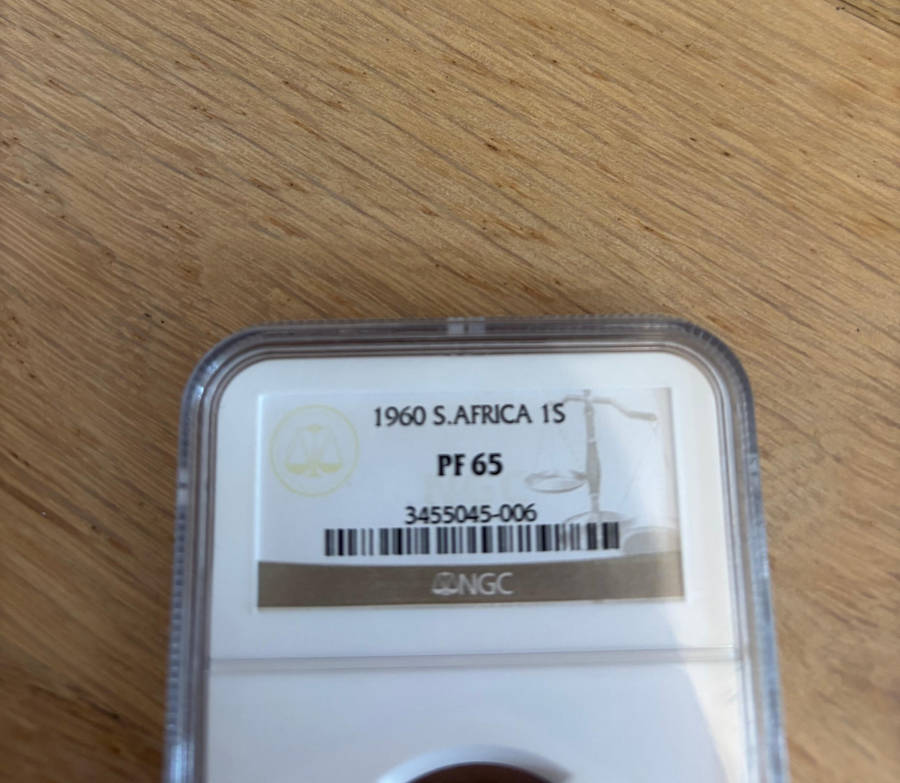 1960 S.AFRICA 1S
PF 65
3455045-006
NGC